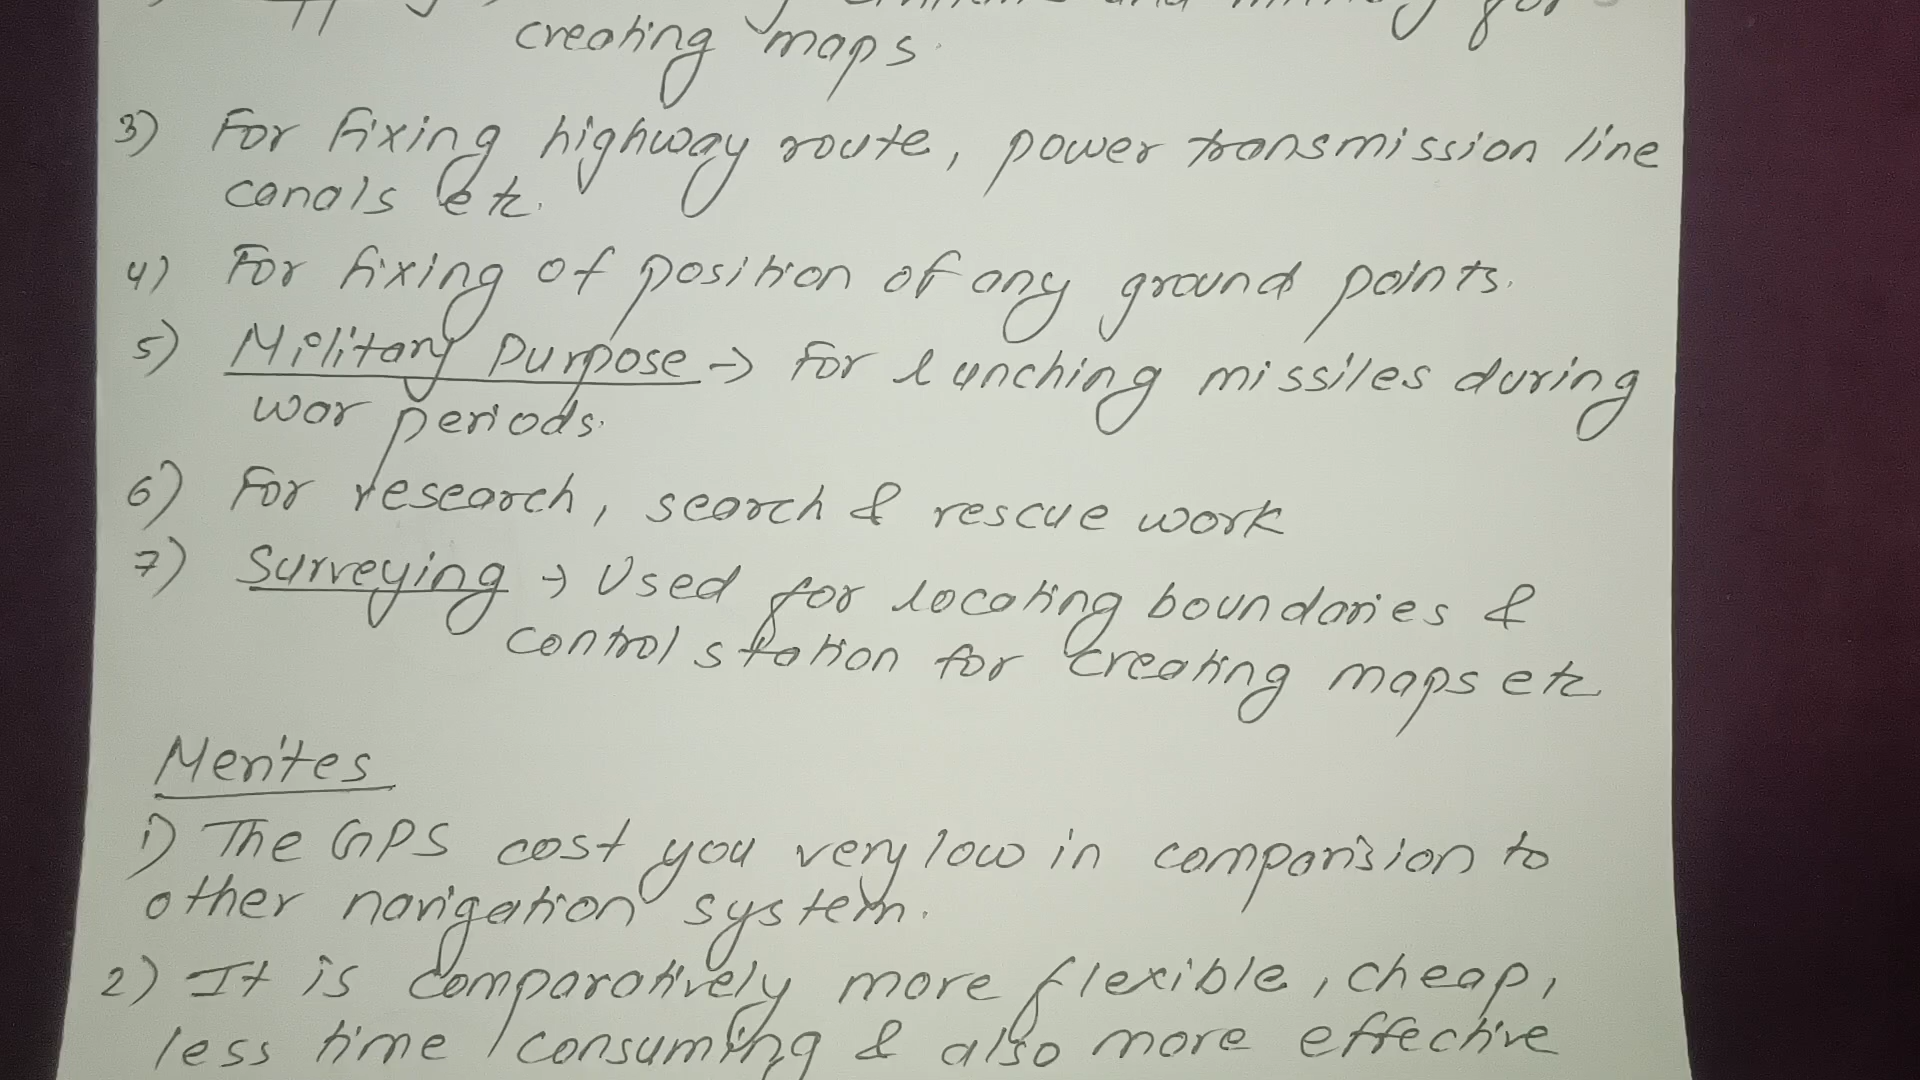 and for
creating maps.
3) For fixing highway route, power transmission line
canals etc.
4) For fixing of position of any ground points.
5) Military Purpose → For lunching missiles during
war periods.
6) For research, search & rescue work
7) Surveying → Used for locating boundaries &
control station for creating maps etc
Merites
1) The GPS cost you very low in comparision to
other navigation system.
2) It is comparatively more flexible, cheap,
less time consuming & also more effective